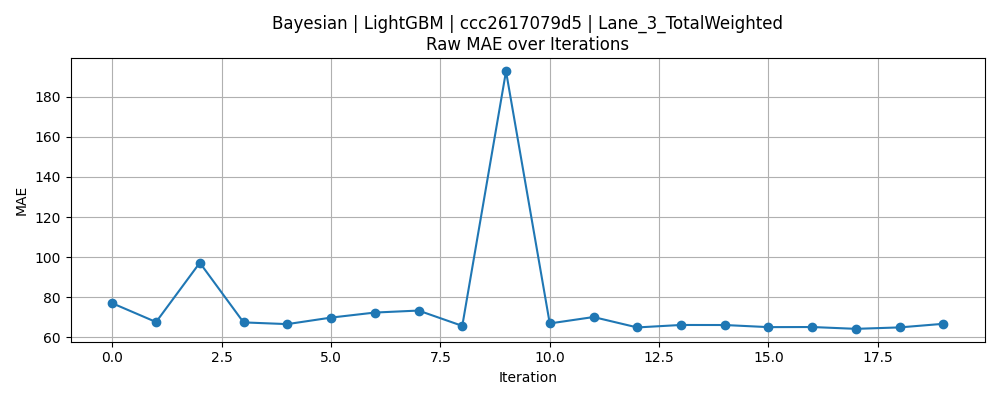 Bayesian | LightGBM | ccc2617079d5 | Lane_3_TotalWeighted
Raw MAE over Iterations
MAE
180
160
140
120
100
80
60
0.0 2.5 5.0 7.5 10.0 12.5 15.0 17.5
Iteration